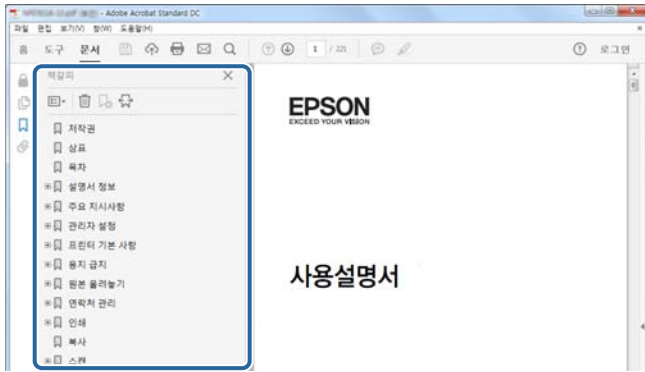 - Adobe Acrobat Standard DC
파일 편집 보기(V) 창(W) 도움말(H)
홈 도구 문서 1 / 221 로그인
책갈피
저작권
상표
목차
설명서 정보
주요 지시사항
관리자 설정
프린터 기본 사항
용지 급지
원본 올려놓기
연락처 관리
인쇄
복사
스캔
EPSON
EXCEED YOUR VISION
사용설명서